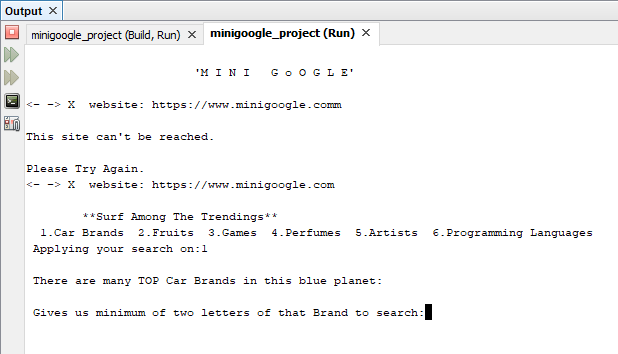 Output ×
minigoogle_project (Build, Run) × minigoogle_project (Run) ×
'M I N I   G o O G L E'
<- -> X  website: https://www.minigoogle.comm
This site can't be reached.
Please Try Again.
<- -> X  website: https://www.minigoogle.com
**Surf Among The Trendings**
1.Car Brands  2.Fruits  3.Games  4.Perfumes  5.Artists  6.Programming Languages
Applying your search on:1
There are many TOP Car Brands in this blue planet:
Gives us minimum of two letters of that Brand to search: